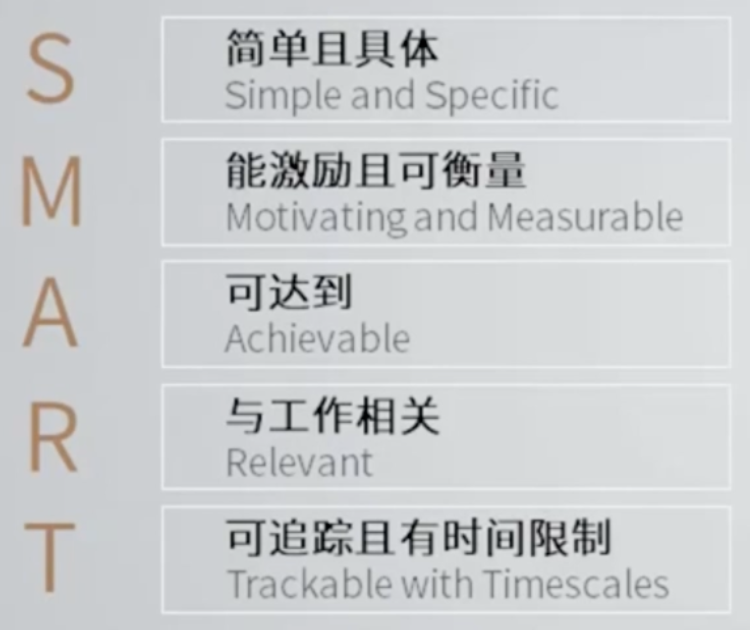 S
简单且具体
Simple and Specific
M
能激励且可衡量
Motivating and Measurable
A
可达到
Achievable
R
与工作相关
Relevant
T
可追踪且有时间限制
Trackable with Timescales